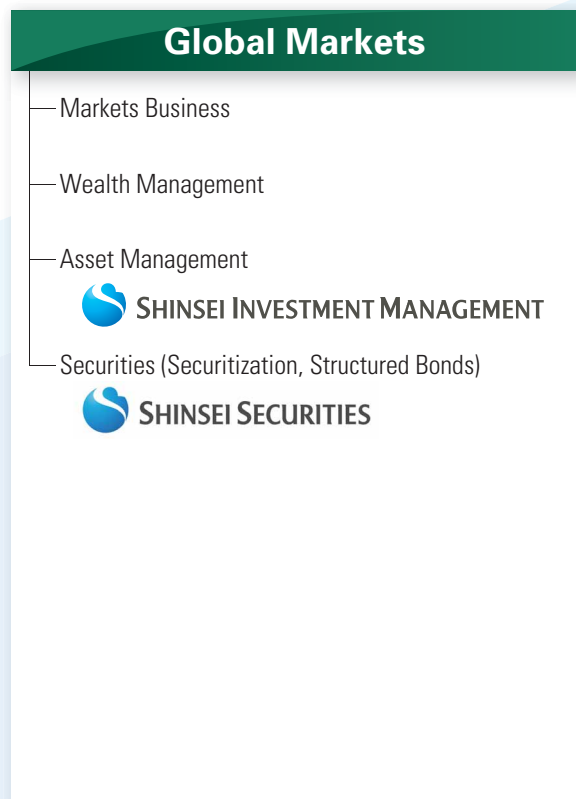 Global Markets
Markets Business
Wealth Management
Asset Management
SHINSEI INVESTMENT MANAGEMENT
Securities (Securitization, Structured Bonds)
SHINSEI SECURITIES